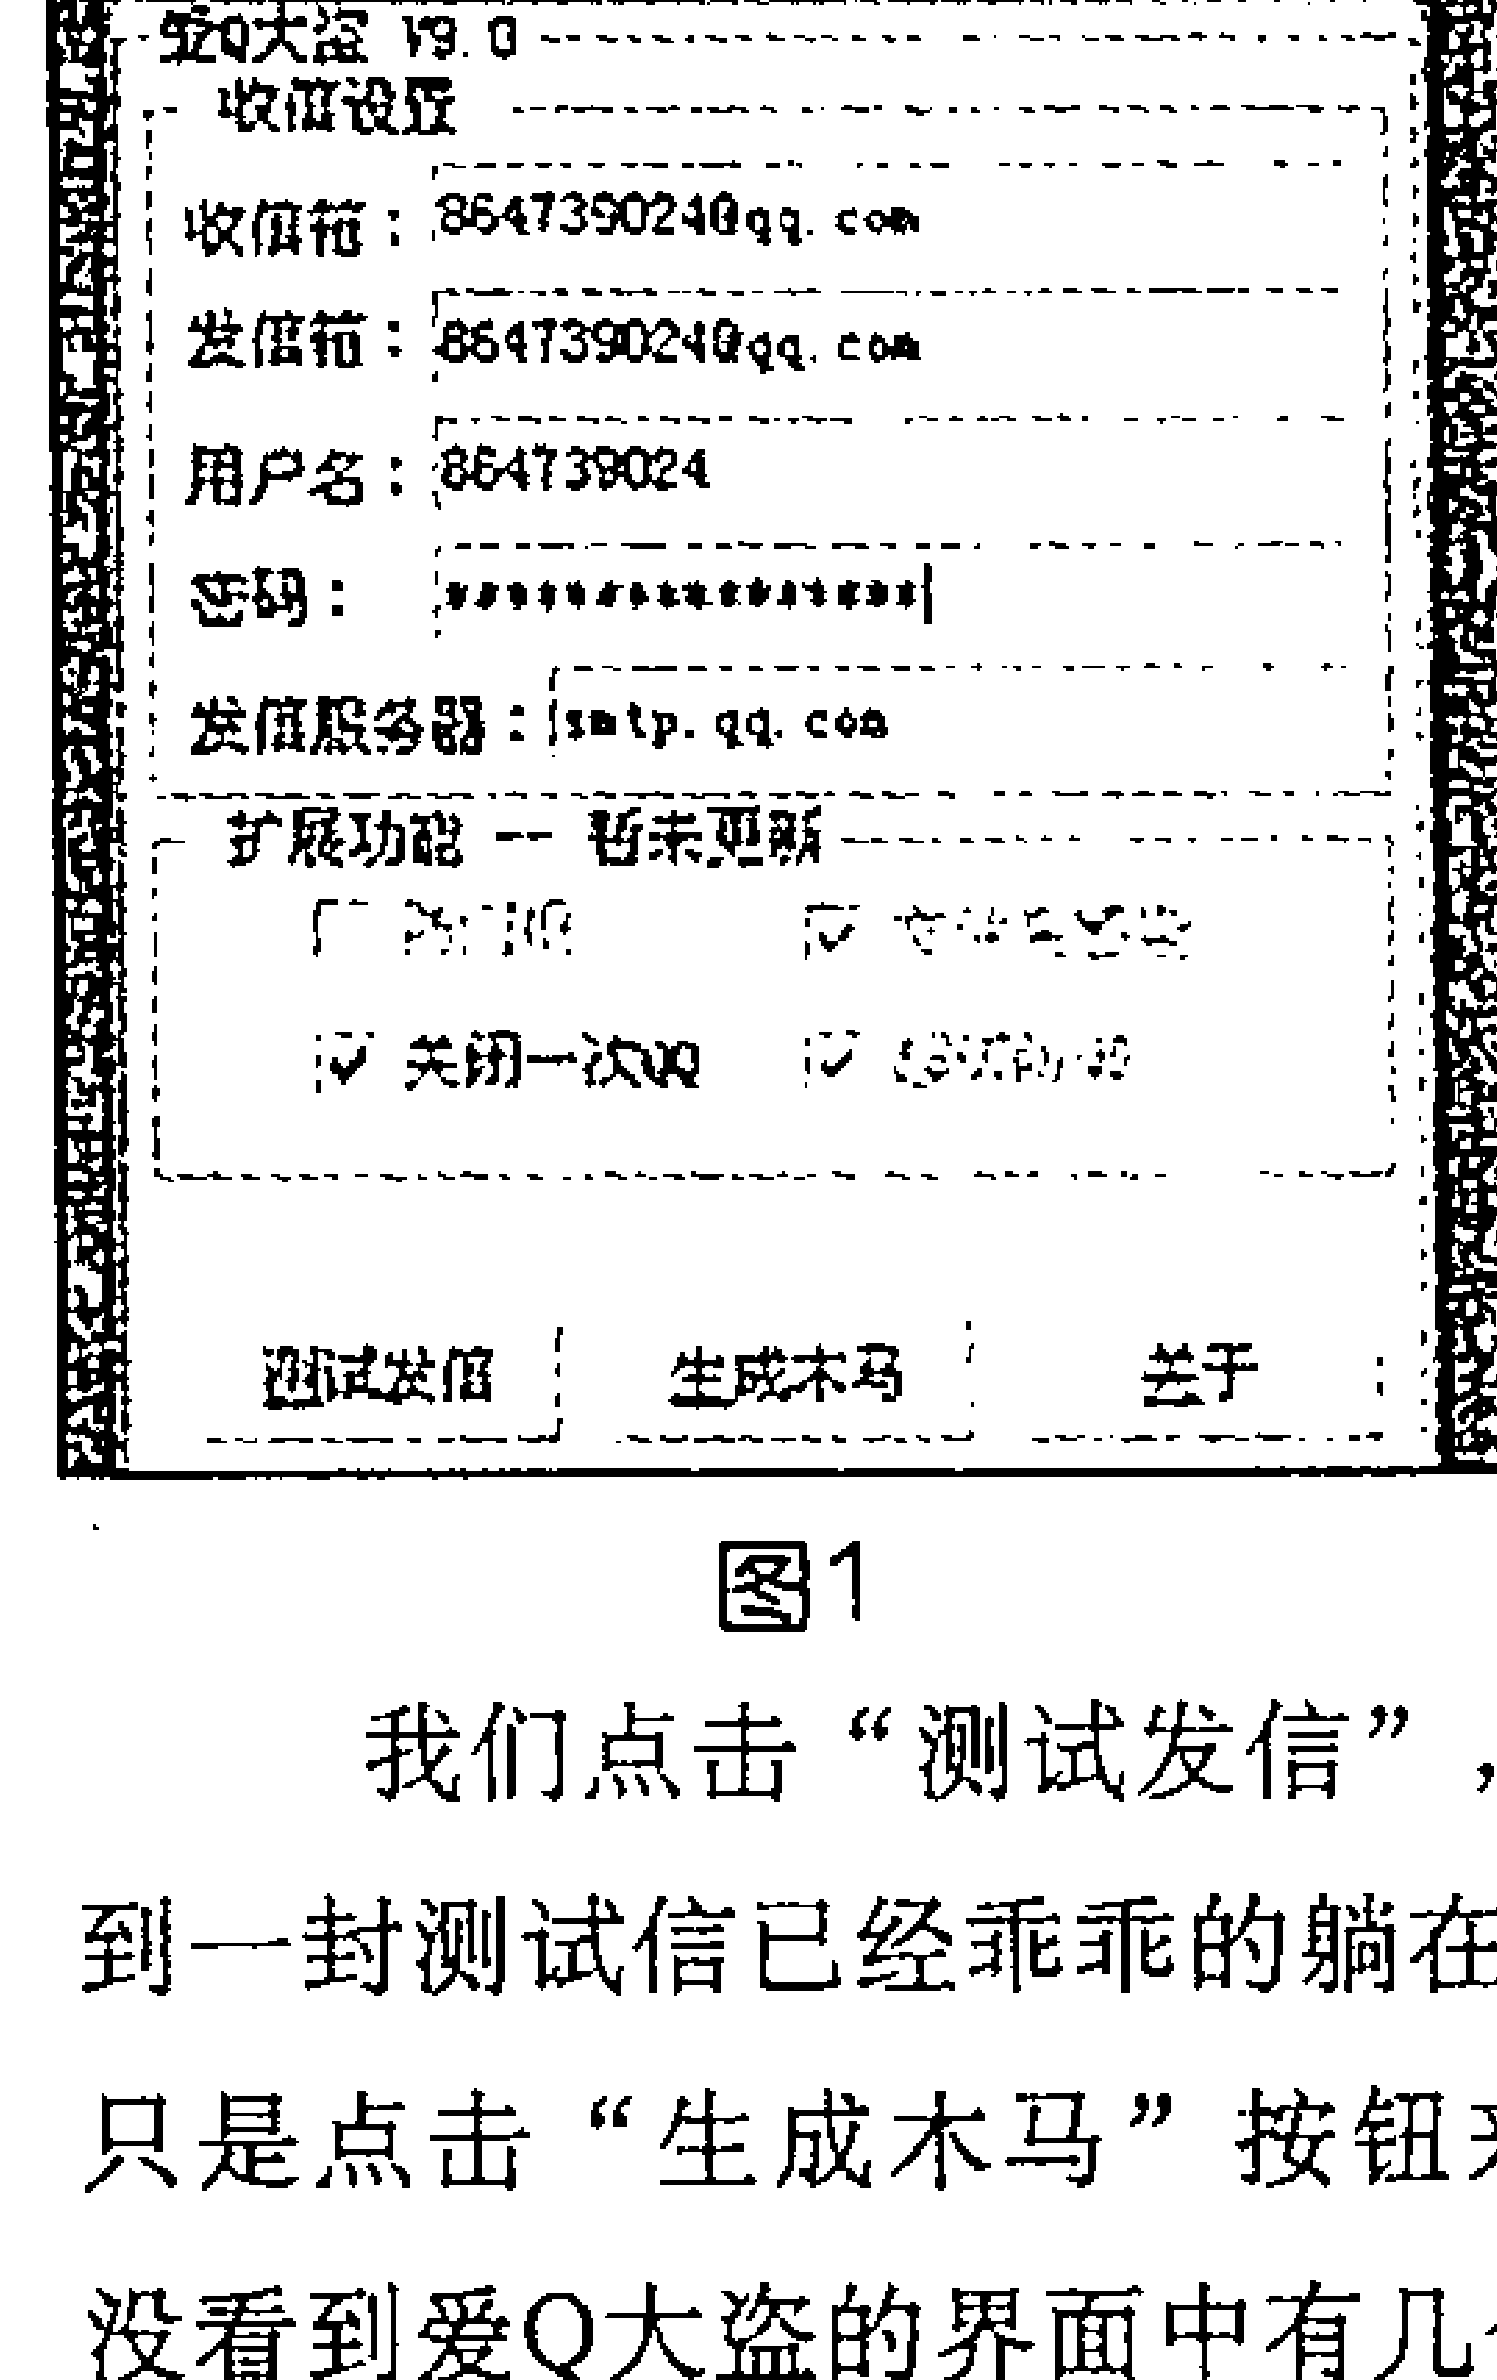 爱Q大盗 V9.0
收信设置
收信箱：864739024@qq.com
发信箱：864739024@qq.com
用户名：864739024
密码：****************
发信服务器：smtp.qq.com
扩展功能 -- 暂未更新
关闭一次QQ
测试发信 生成木马 关于
图1
我们点击“测试发信”，
到一封测试信已经乖乖的躺在
只是点击“生成木马”按钮
没看到爱Q大盗的界面中有几